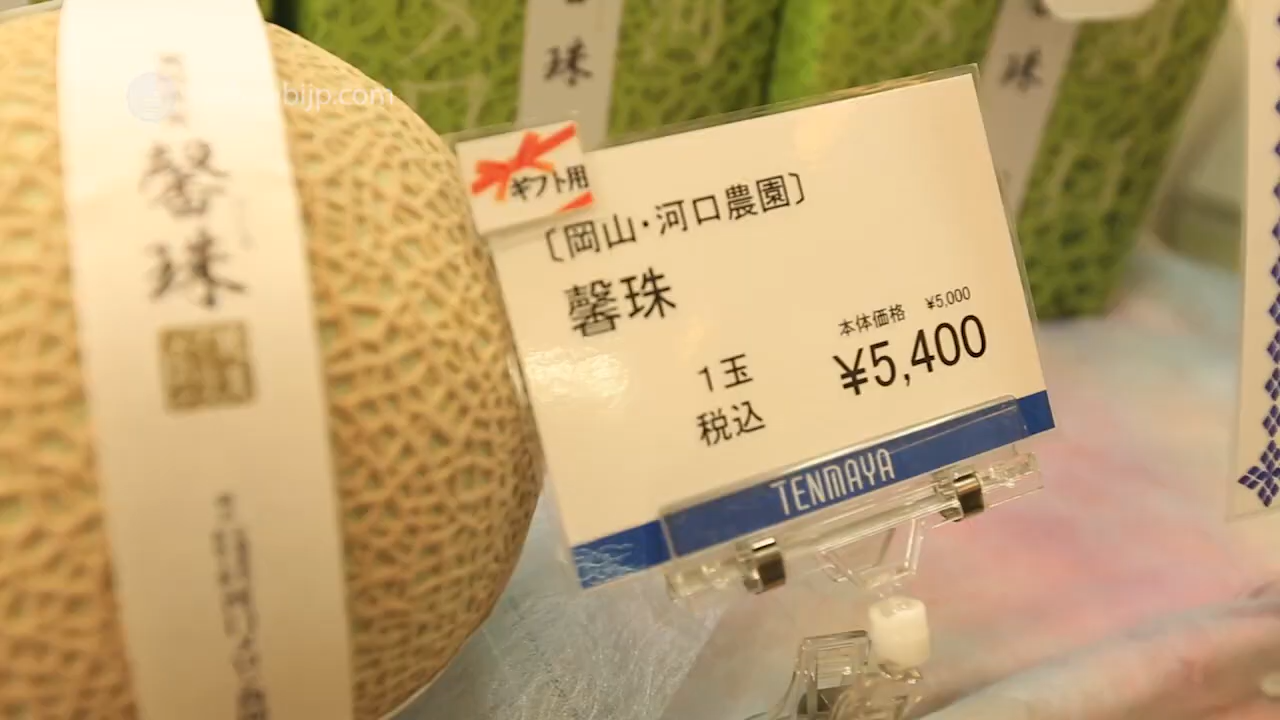 馨
珠
珠
珠
ギフト用
〔岡山・河口農園〕
馨珠
本体価格 ¥5,000
1玉 ¥5,400
税込
TENMAYA